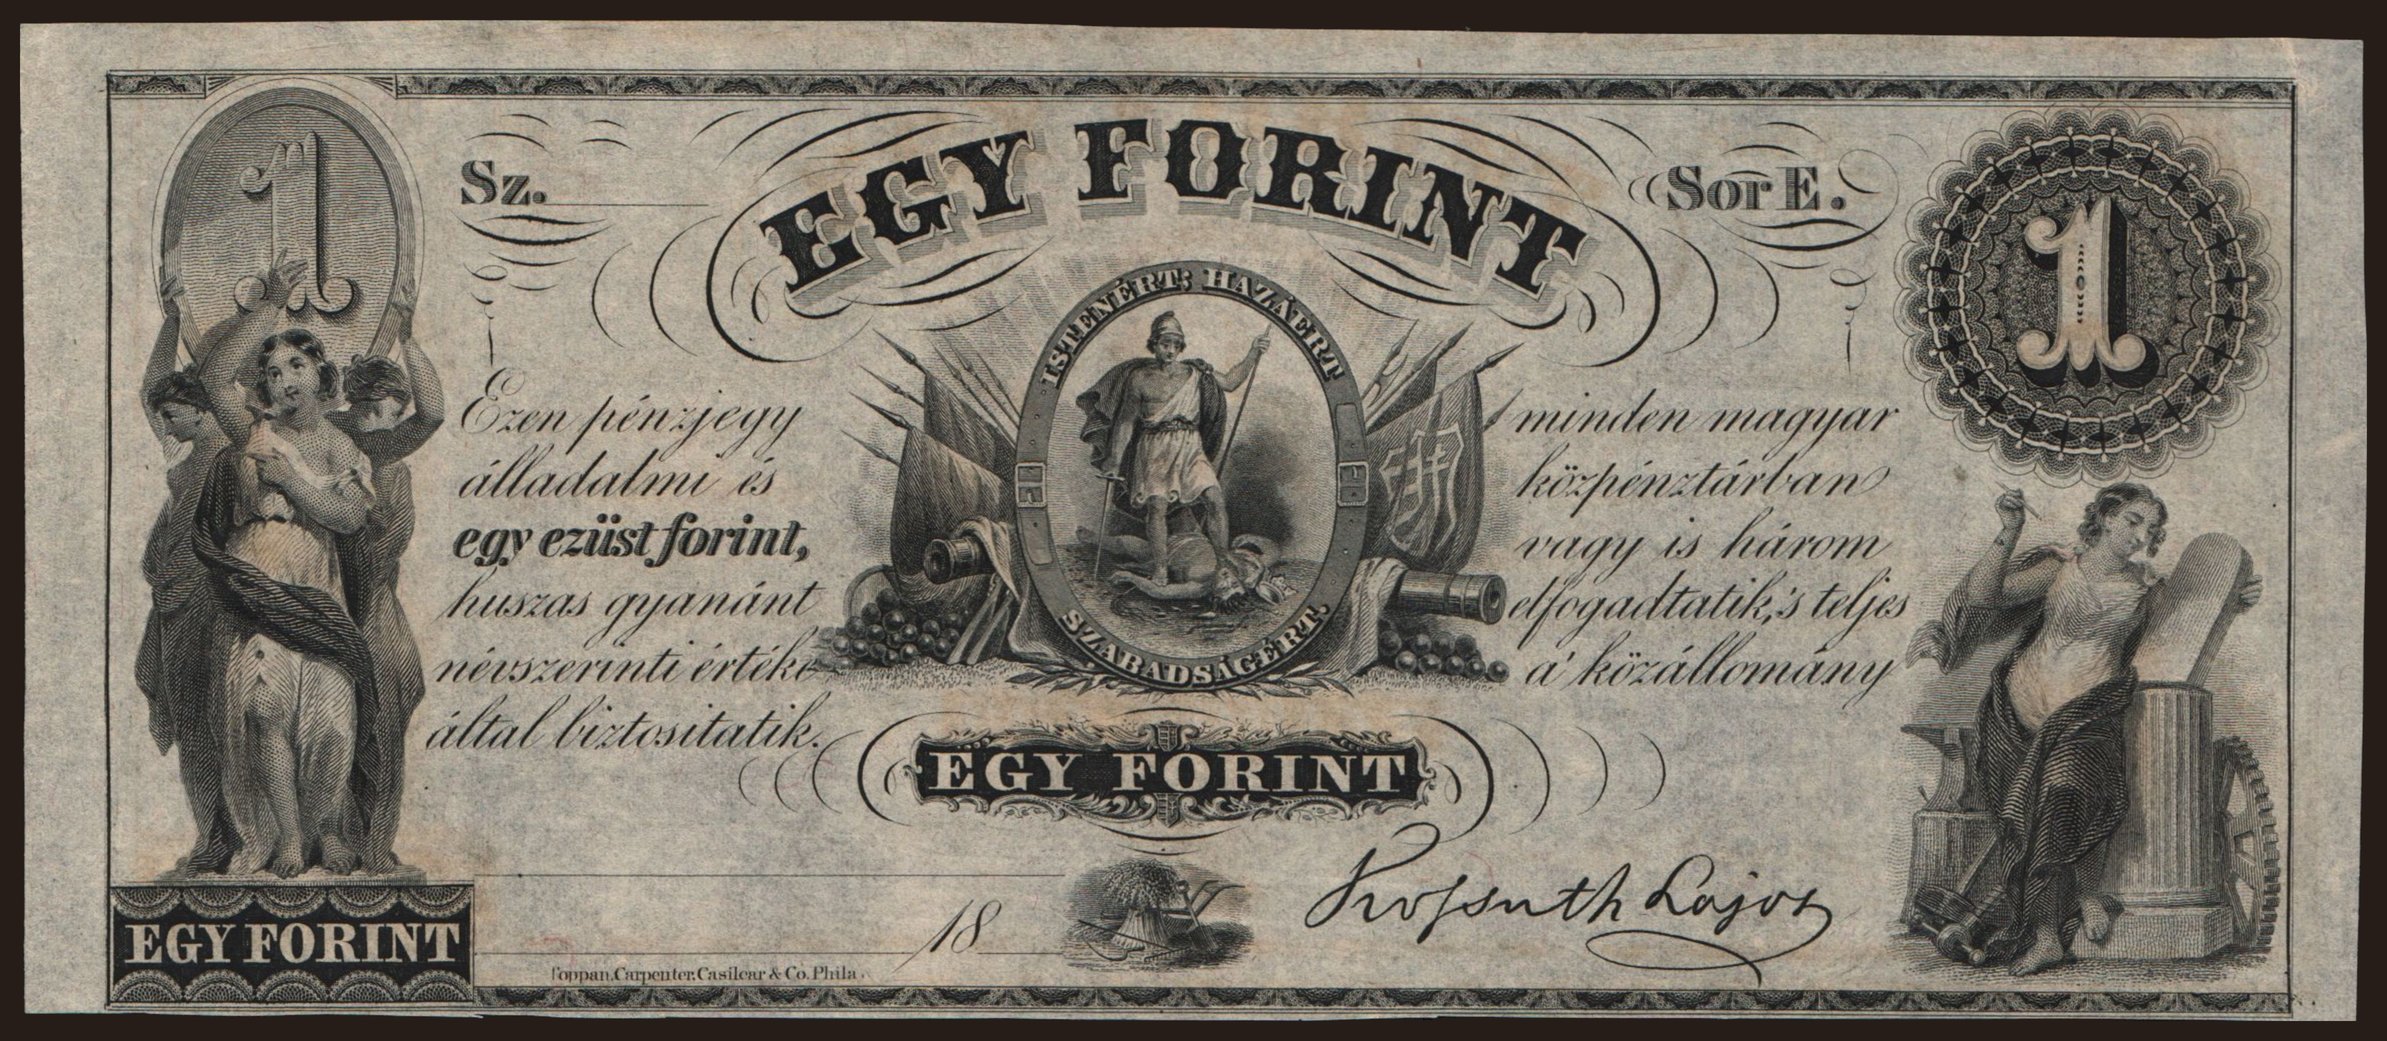 1
Sz.
EGY FORINT
Sor E.
1
ISTENÉRT; HAZÁÉRT
SZABADSÁGÉRT.
Ezen pénzjegy minden magyar
álladalmi és közpénztárban
egy ezüst forint, vagy is három
huszas gyanánt elfogadtatik,'s teljes
névszerinti értéke a' közállomány
által biztositatik.
EGY FORINT
EGY FORINT
18
Kossuth Lajos
Toppan, Carpenter, Casilear & Co. Phila.